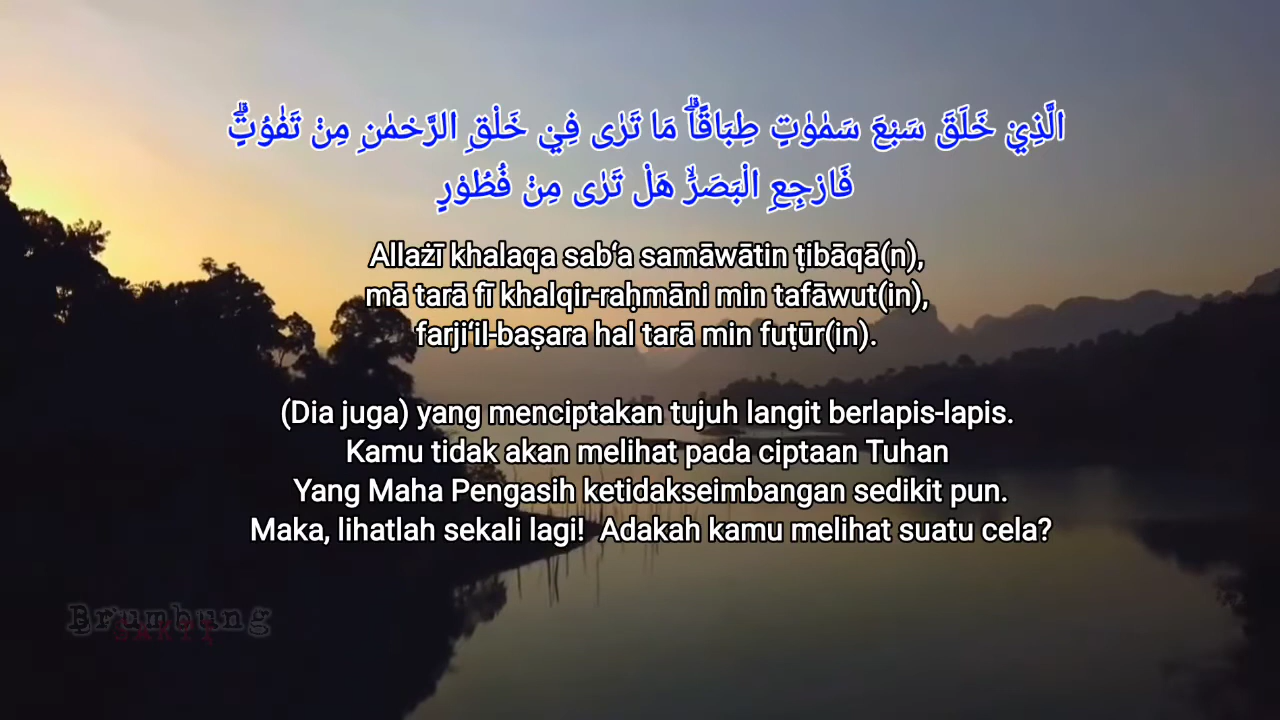 الَّذِيْ خَلَقَ سَبْعَ سَمٰوٰتٍ طِبَاقًاۗ مَا تَرٰى فِيْ خَلْقِ الرَّحْمٰنِ مِنْ تَفٰوُتٍۗ
فَارْجِعِ الْبَصَرَۙ هَلْ تَرٰى مِنْ فُطُوْرٍ
Allażī khalaqa sab‘a samāwātin ṭibāqā(n),
mā tarā fī khalqir-raḥmāni min tafāwut(in),
farji‘il-baṣara hal tarā min fuṭūr(in).
(Dia juga) yang menciptakan tujuh langit berlapis-lapis.
Kamu tidak akan melihat pada ciptaan Tuhan
Yang Maha Pengasih ketidakseimbangan sedikit pun.
Maka, lihatlah sekali lagi! Adakah kamu melihat suatu cela?
Brumbung